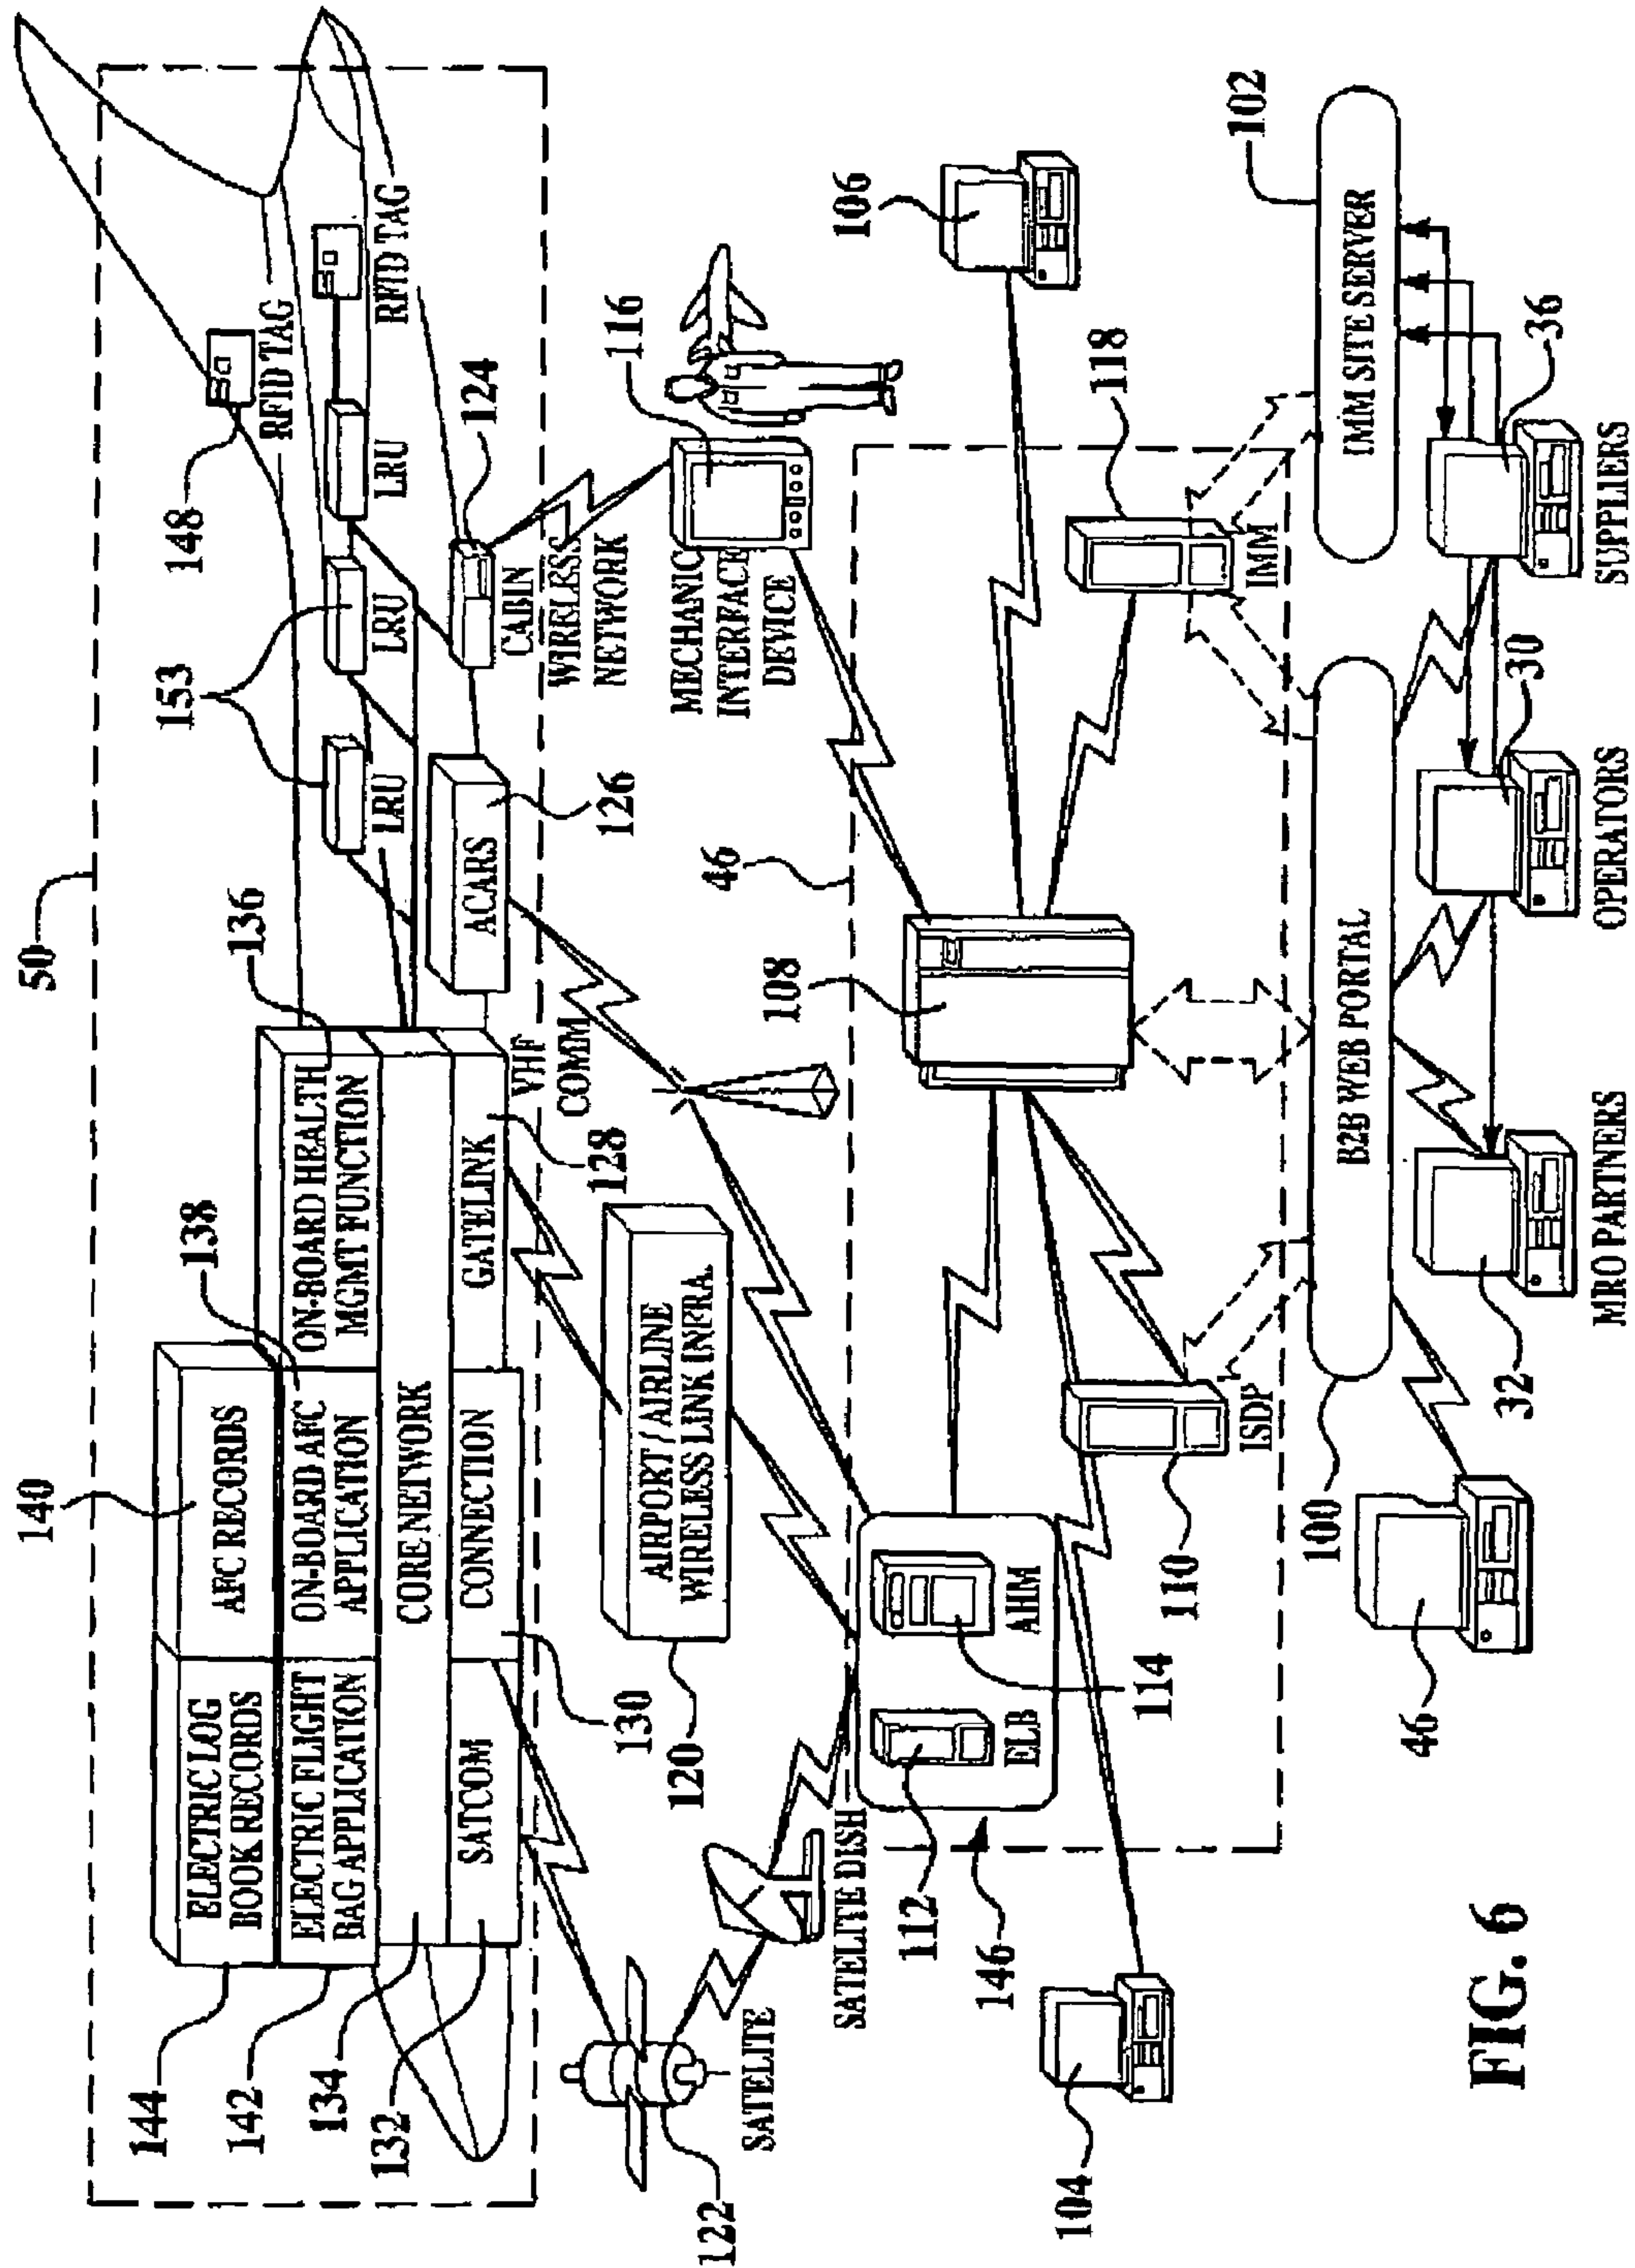 50
140
138
136
144
142
134
132
ELECTRIC LOG
BOOK RECORDS
AFC RECORDS
ELECTRIC FLIGHT
BAG APPLICATION
ON-BOARD AFC
APPLICATION
ON-BOARD HEALTH
MGMT FUNCTION
CORE NETWORK
SATCOM
CONNECTION
GATELINK
130
128
VHF
COMM
ACARS
126
153
LRU
LRU
LRU
148
RFID TAG
RFID TAG
124
CABIN
WIRELESS
NETWORK
122
SATELITE
SATELITE DISH
120
AIRPORT / AIRLINE
WIRELESS LINK INFRA.
MECHANIC
INTERFACE
DEVICE
116
46
108
106
112
ELB
AHM
114
146
104
110
ISDP
118
IMM
100
B2B WEB PORTAL
102
IMM SITE SERVER
46
32
MRO PARTNERS
30
OPERATORS
36
SUPPLIERS
FIG. 6